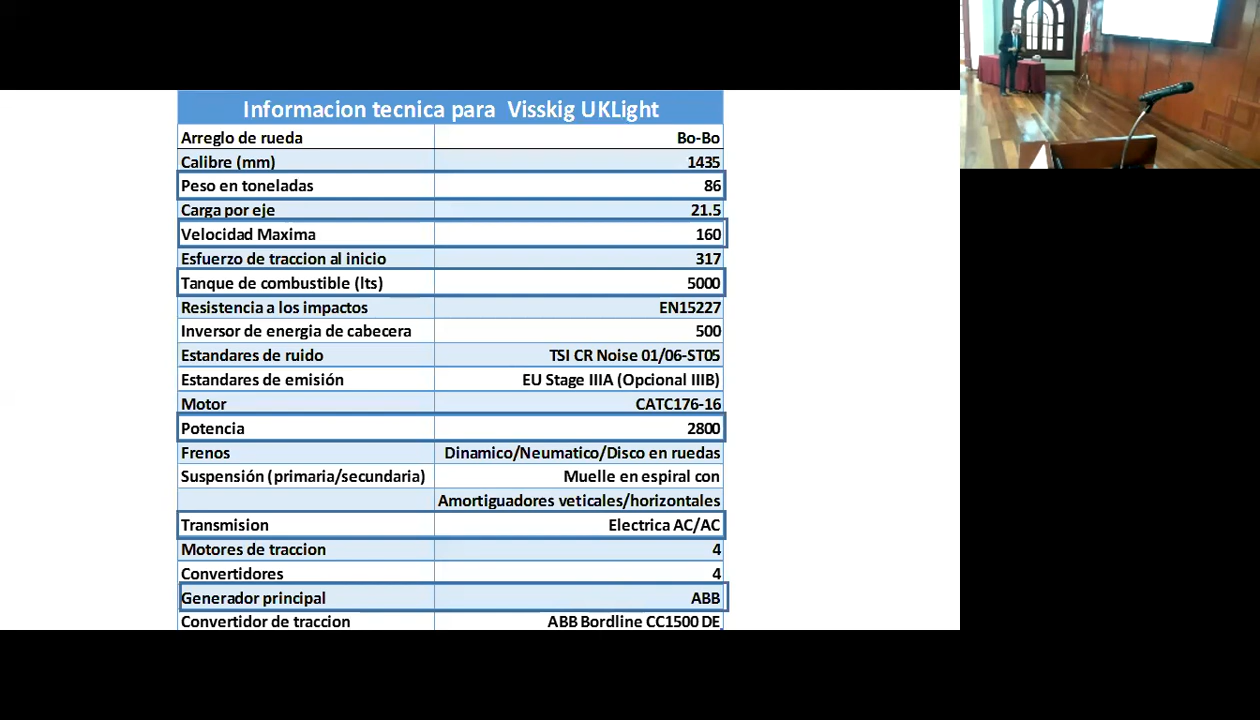 Informacion tecnica para Visskig UKLight
Arreglo de rueda Bo-Bo
Calibre (mm) 1435
Peso en toneladas 86
Carga por eje 21.5
Velocidad Maxima 160
Esfuerzo de traccion al inicio 317
Tanque de combustible (lts) 5000
Resistencia a los impactos EN15227
Inversor de energia de cabecera 500
Estandares de ruido TSI CR Noise 01/06-ST05
Estandares de emisión EU Stage IIIA (Opcional IIIB)
Motor CATC176-16
Potencia 2800
Frenos Dinamico/Neumatico/Disco en ruedas
Suspensión (primaria/secundaria) Muelle en espiral con
Amortiguadores veticales/horizontales
Transmision Electrica AC/AC
Motores de traccion 4
Convertidores 4
Generador principal ABB
Convertidor de traccion ABB Bordline CC1500 DE